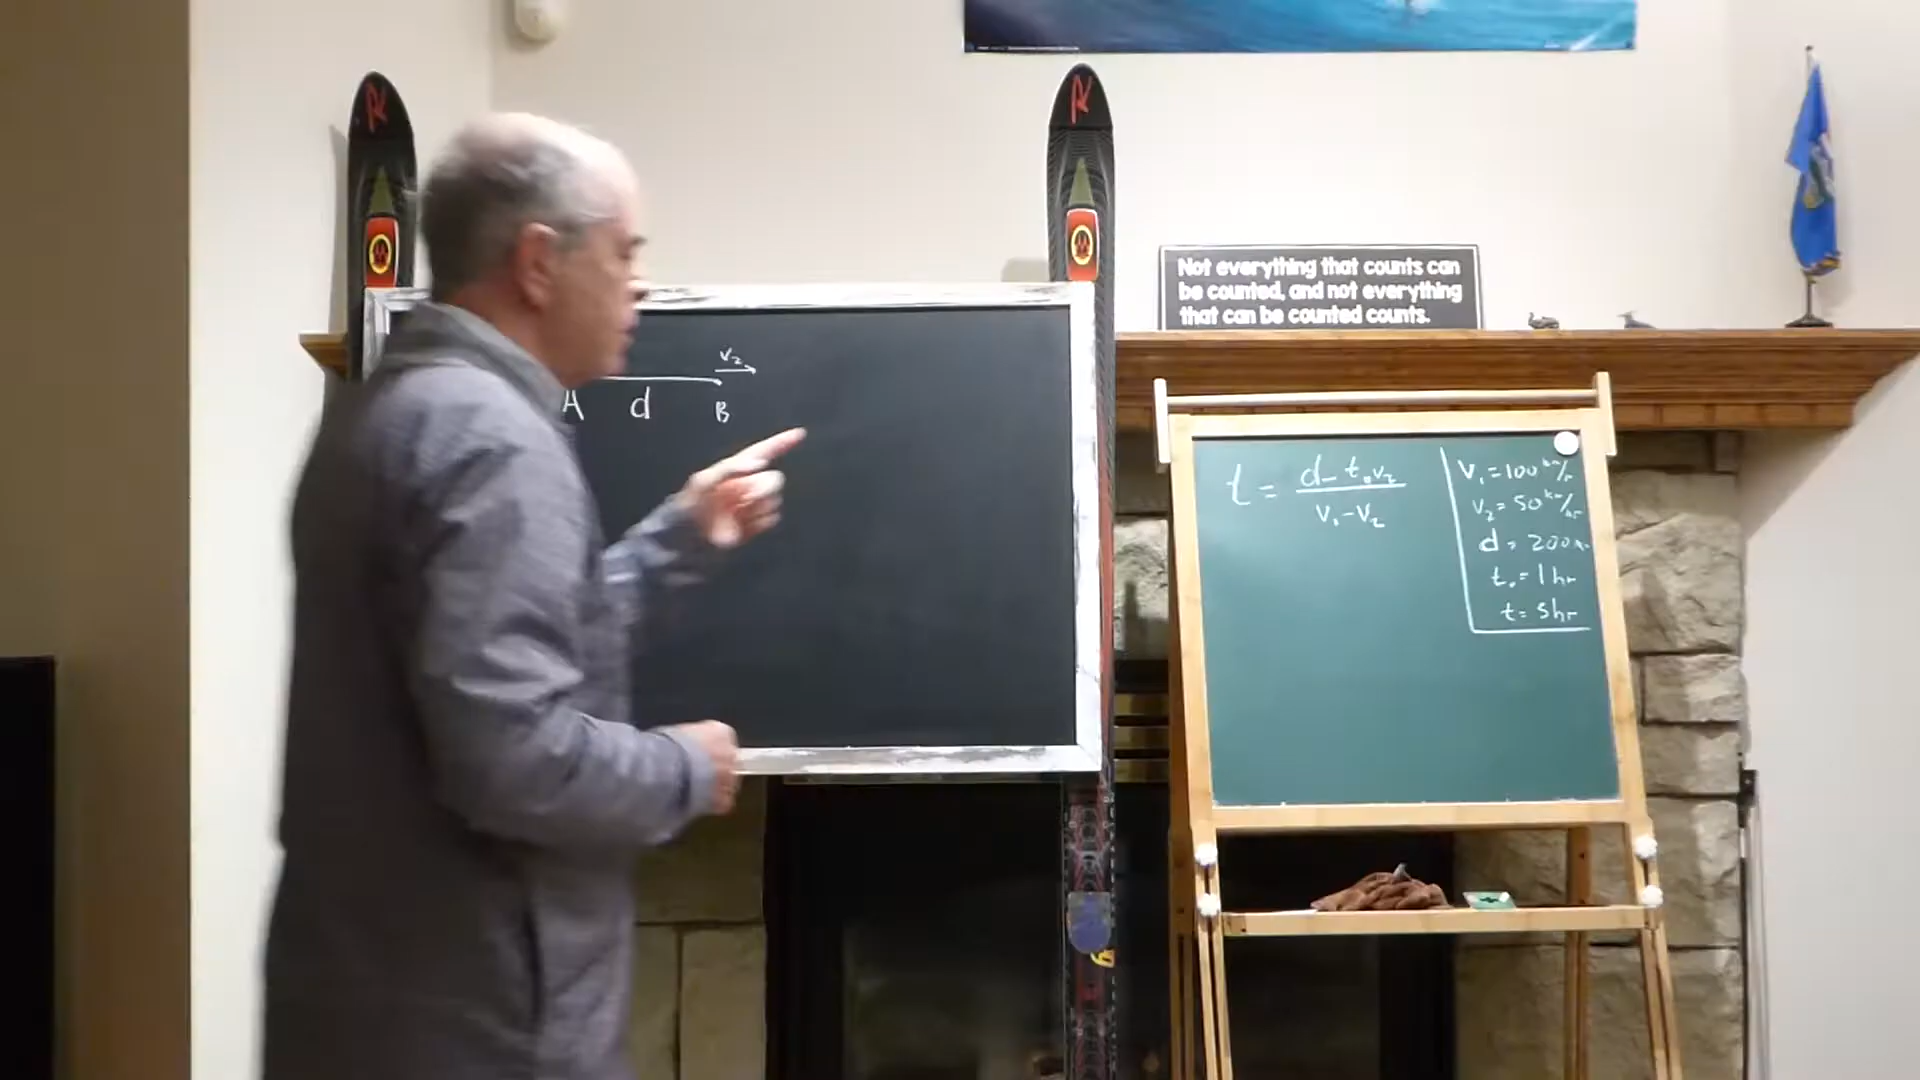 Not everything that counts can
be counted, and not everything
that can be counted counts.
v₂
A d B
t = (d - t₀v₂) / (v₁ - v₂)
v₁ = 100 km/hr
v₂ = 50 km/hr
d = 200 km
t₀ = 1 hr
t = 5 hr